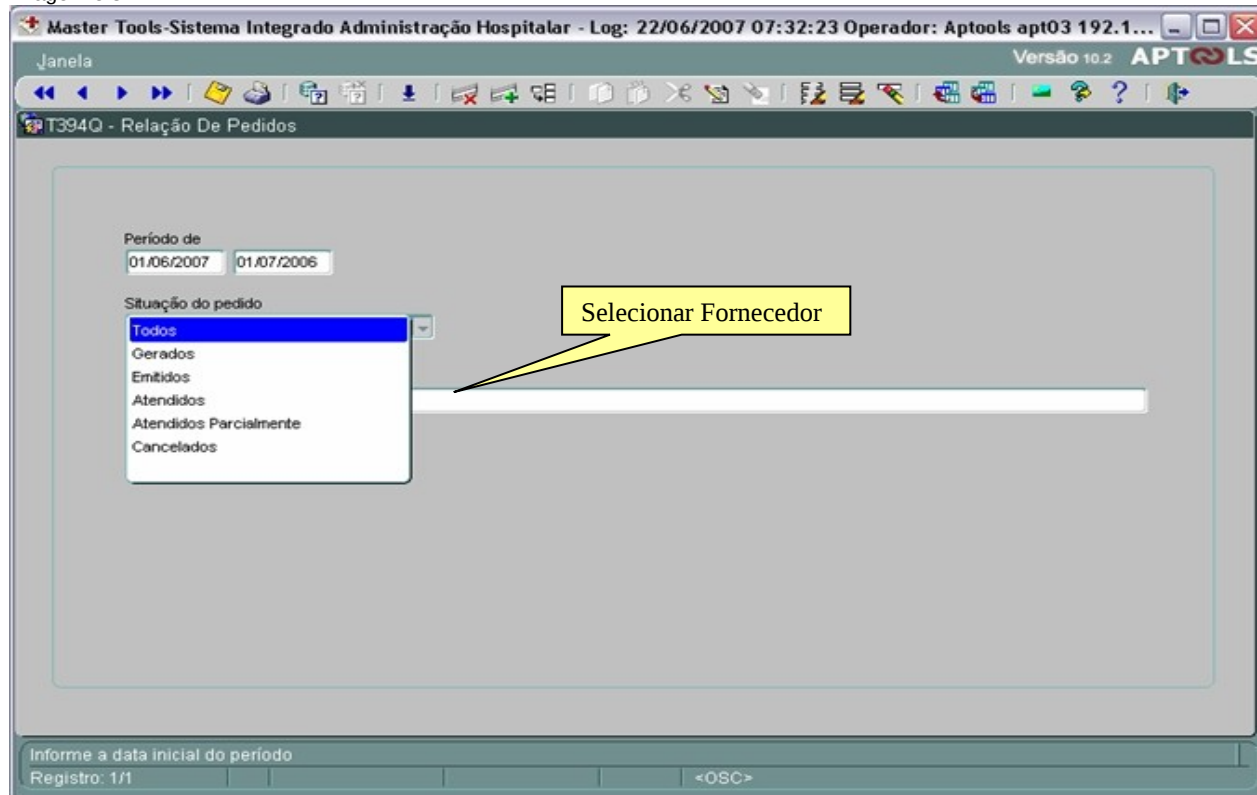 Master Tools-Sistema Integrado Administração Hospitalar - Log: 22/06/2007 07:32:23 Operador: Aptools apt03 192.1...
Janela
Versão 10.2 APTOOLS
T394Q - Relação De Pedidos
Período de
01/06/2007 01/07/2006
Situação do pedido
Selecionar Fornecedor
Todos
Gerados
Emitidos
Atendidos
Atendidos Parcialmente
Cancelados
Informe a data inicial do período
Registro: 1/1 <OSC>